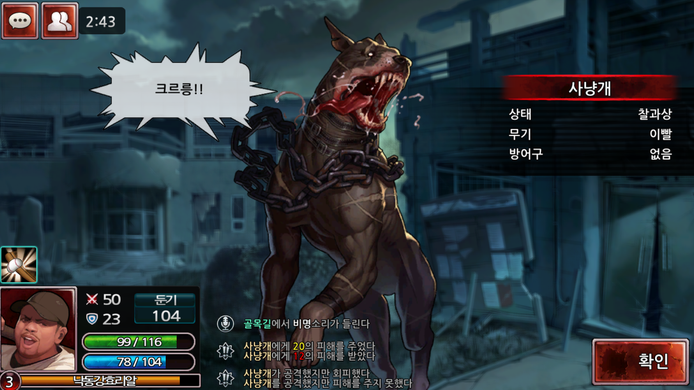 2:43
크르릉!!
사냥개
상태 찰과상
무기 이빨
방어구 없음
50
23
둔기
104
99 / 116
78 / 104
3
낙동강효리알
골목길에서 비명소리가 들린다
사냥개에게 20의 피해를 주었다
사냥개에게 12의 피해를 받았다
사냥개가 공격했지만 회피했다
사냥개를 공격했지만 피해를 주지 못했다
확인